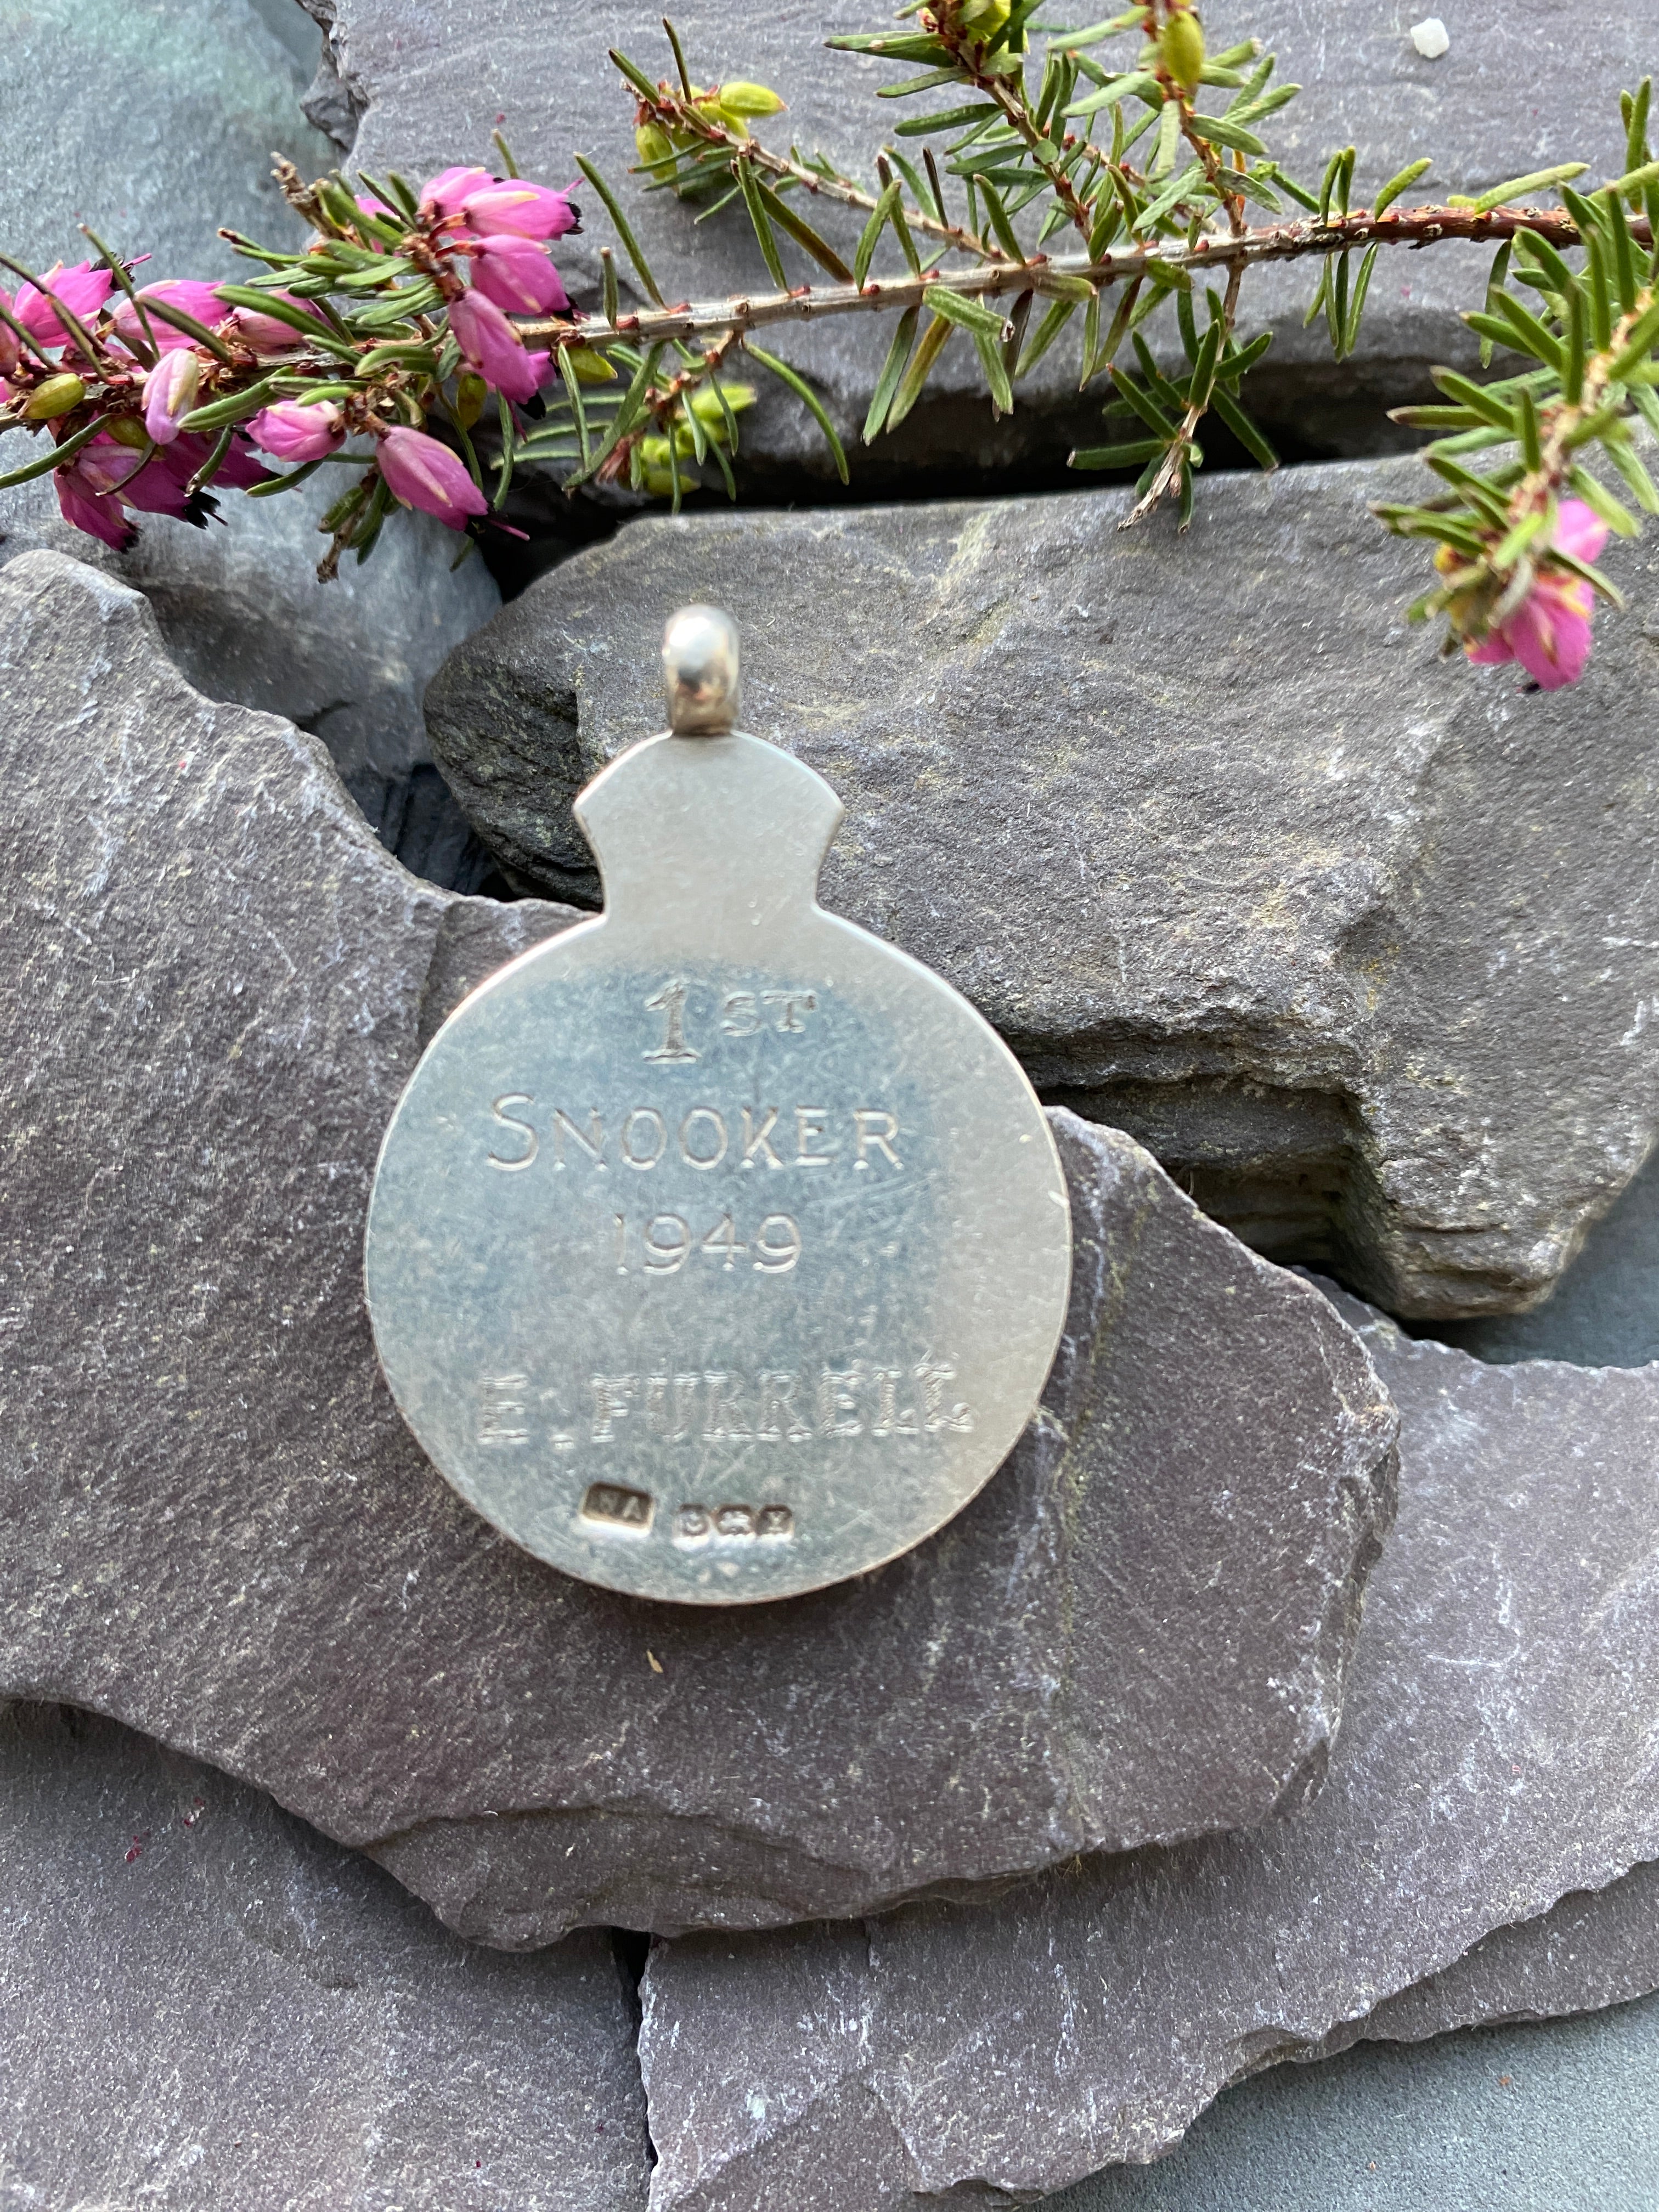 1ST
SNOOKER
1949
E. FURRELL